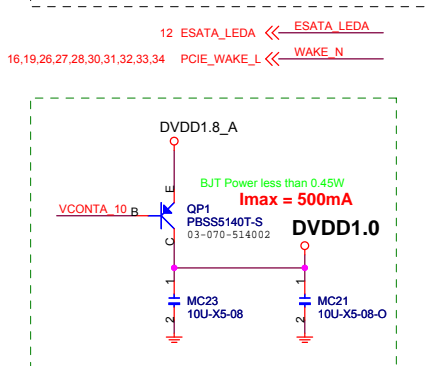 12 ESATA_LEDA ESATA_LEDA
16,19,26,27,28,30,31,32,33,34 PCIE_WAKE_L WAKE_N
DVDD1.8_A
BJT Power less than 0.45W
Imax = 500mA
E
VCONTA_10 B
QP1
PBSS5140T-S
03-070-514002
C
DVDD1.0
1
MC23
10U-X5-08
2
1
MC21
10U-X5-08-O
2